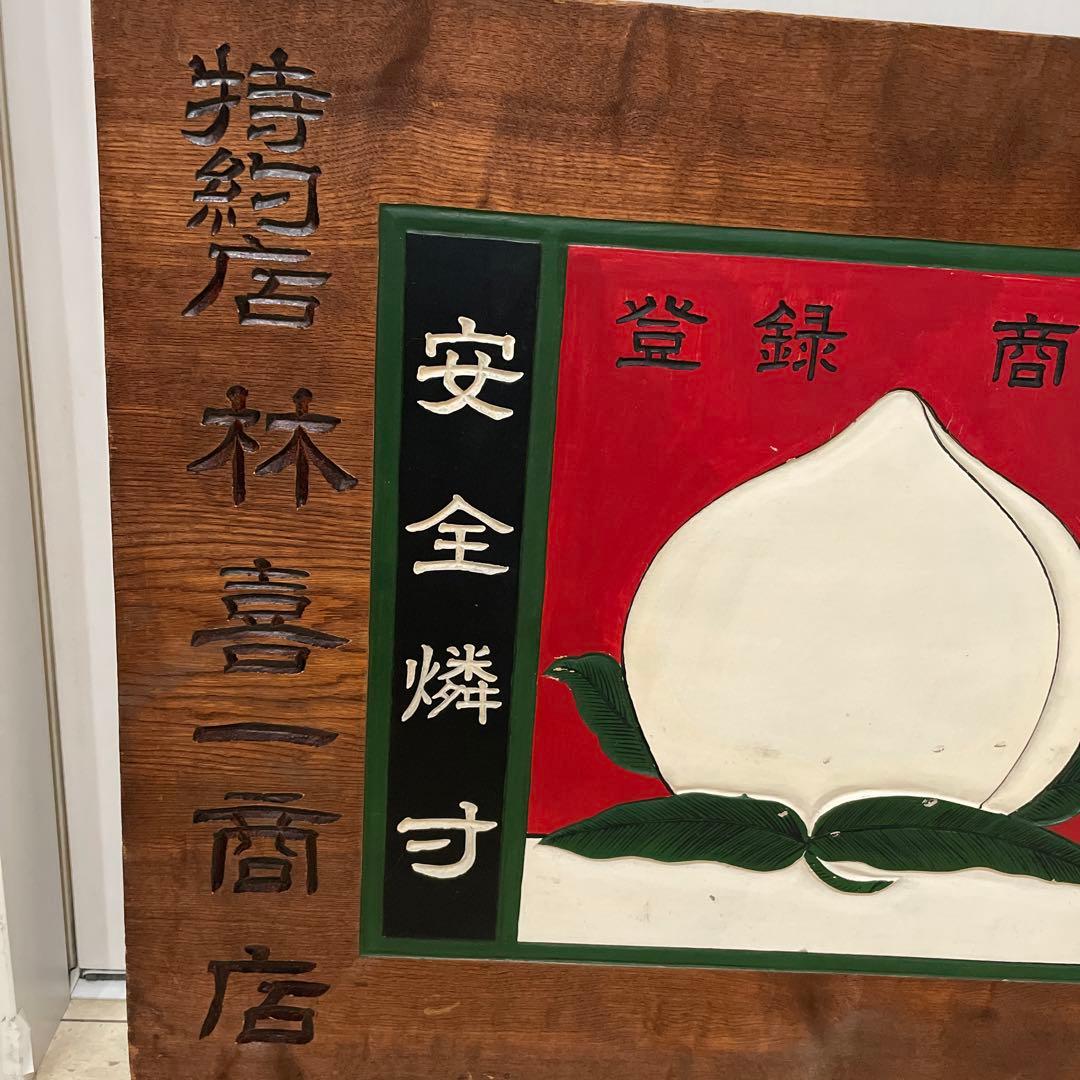 特約店 林喜一商店
安全燐寸
登録 商